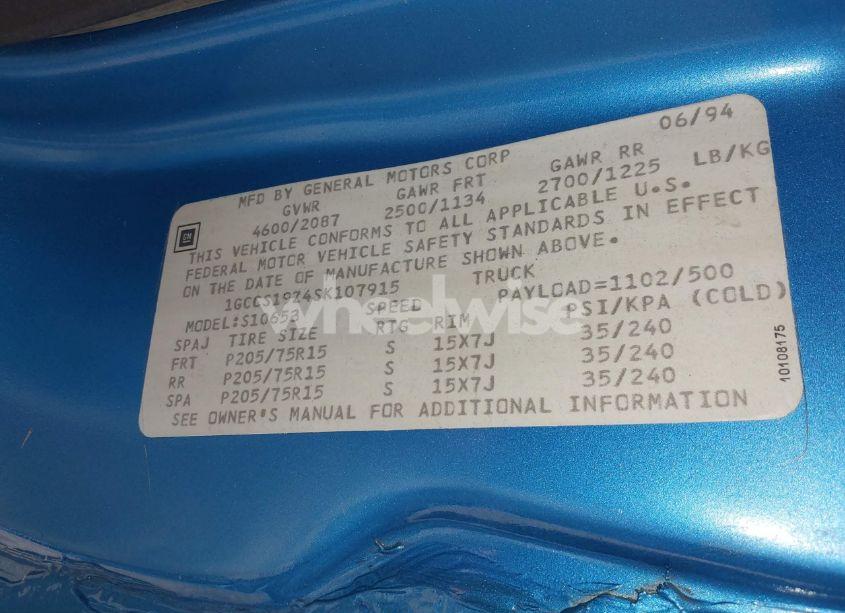 MFD BY GENERAL MOTORS CORP 06/94
GVWR GAWR FRT GAWR RR
4600/2087 2500/1134 2700/1225 LB/KG
GM
THIS VEHICLE CONFORMS TO ALL APPLICABLE U.S.
FEDERAL MOTOR VEHICLE SAFETY STANDARDS IN EFFECT
ON THE DATE OF MANUFACTURE SHOWN ABOVE.
1GCCS1974SK107915 TRUCK
MODEL:S10653 PAYLOAD=1102/500
SPAJ TIRE SIZE SPEED RTG RIM PSI/KPA (COLD)
FRT P205/75R15 S 15X7J 35/240
RR P205/75R15 S 15X7J 35/240
SPA P205/75R15 S 15X7J 35/240
SEE OWNER'S MANUAL FOR ADDITIONAL INFORMATION
10108175
wheelwise